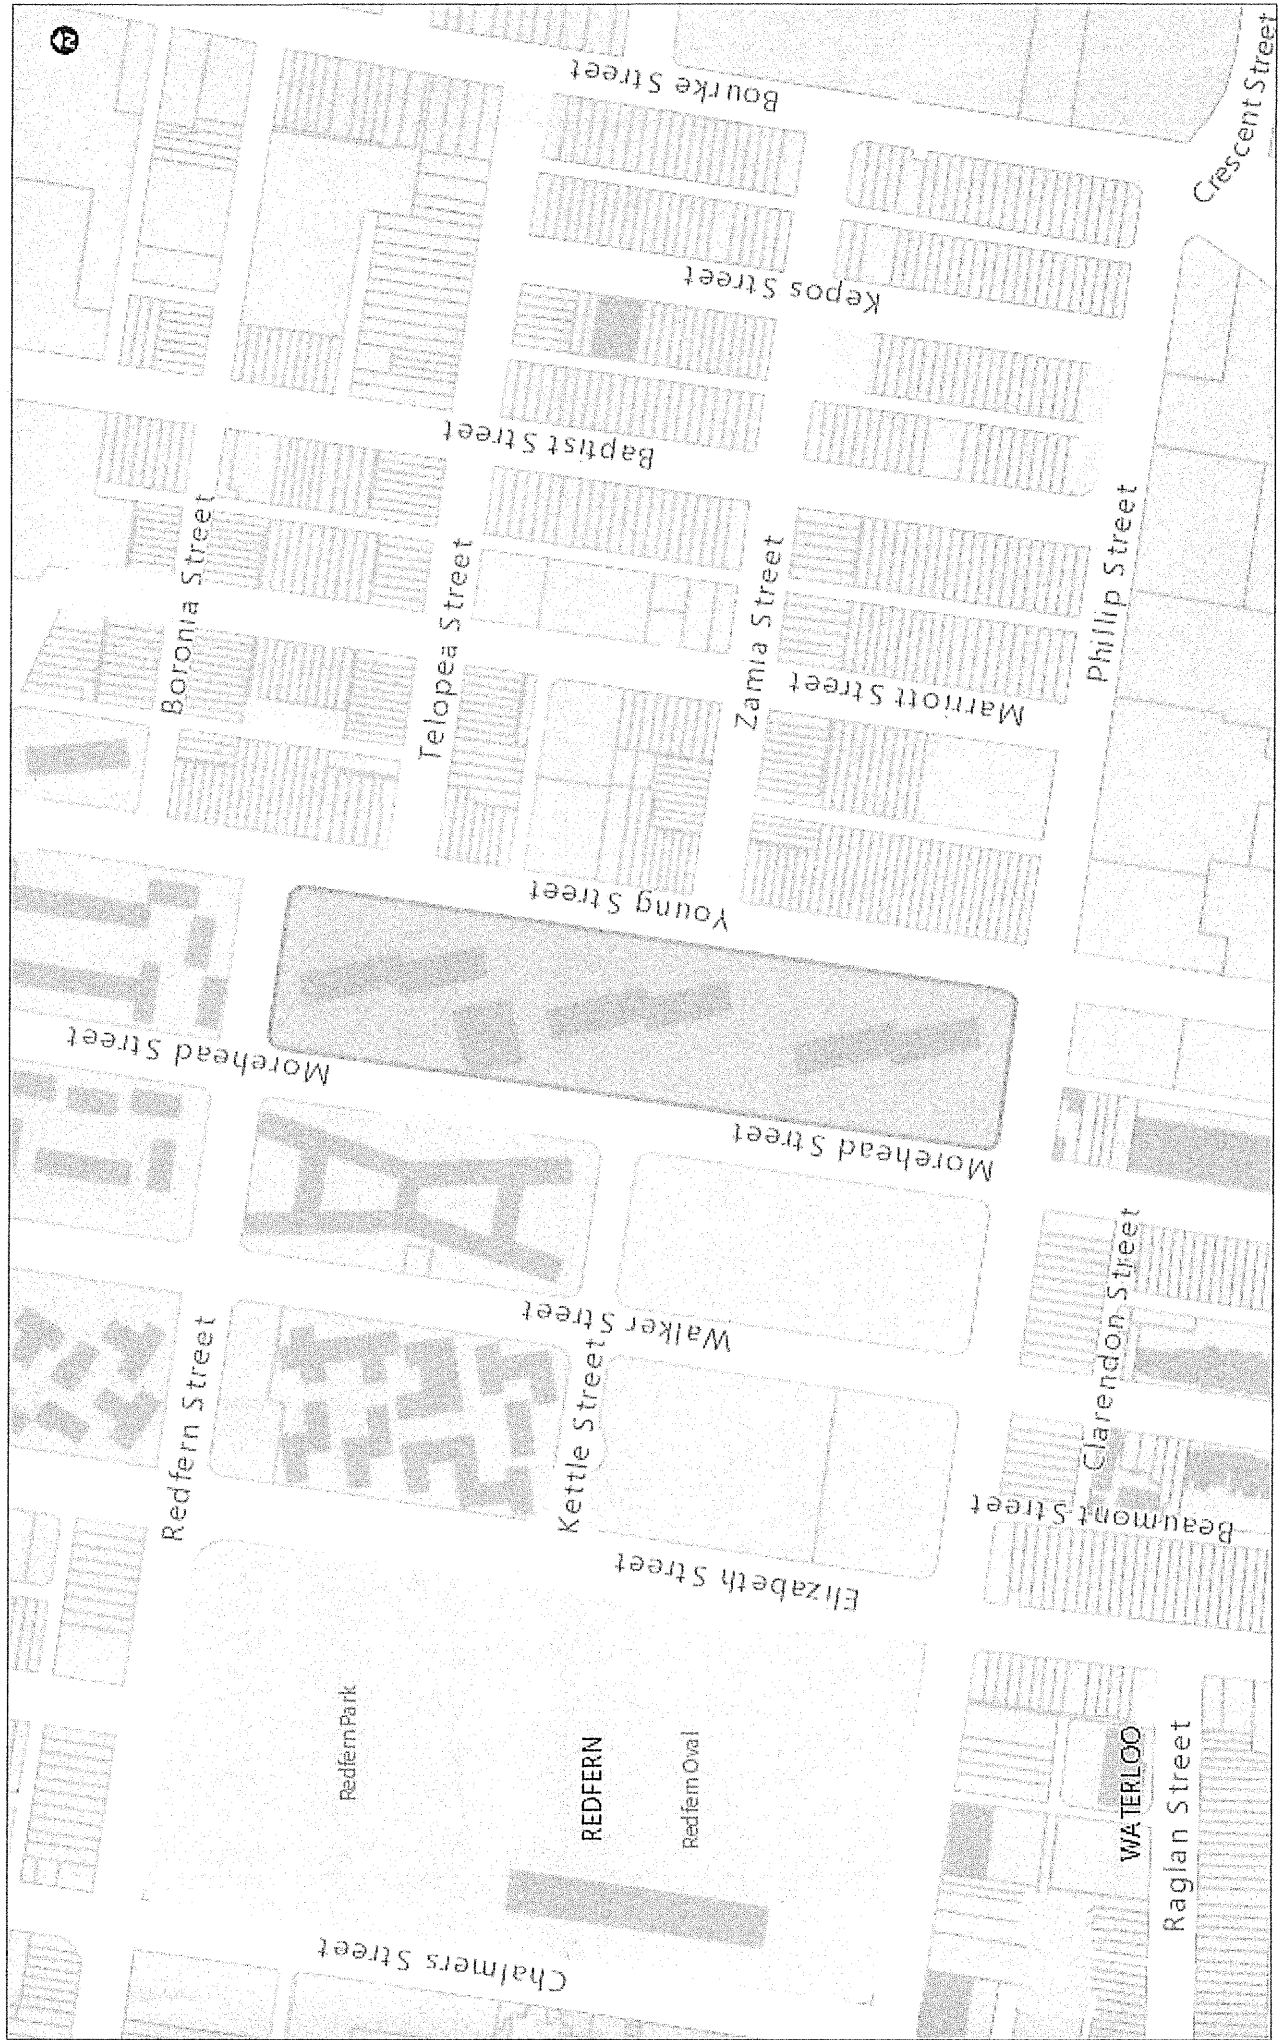 N
Bourke Street
Crescent Street
Kepos Street
Baptist Street
Boronia Street
Telopea Street
Zamia Street
Phillip Street
Marriott Street
Young Street
Morehead Street
Morehead Street
Walker Street
Clarendon Street
Redfern Street
Kettle Street
Beaumont Street
Elizabeth Street
Redfern Park
REDFERN
Redfern Oval
WATERLOO
Raglan Street
Chalmers Street